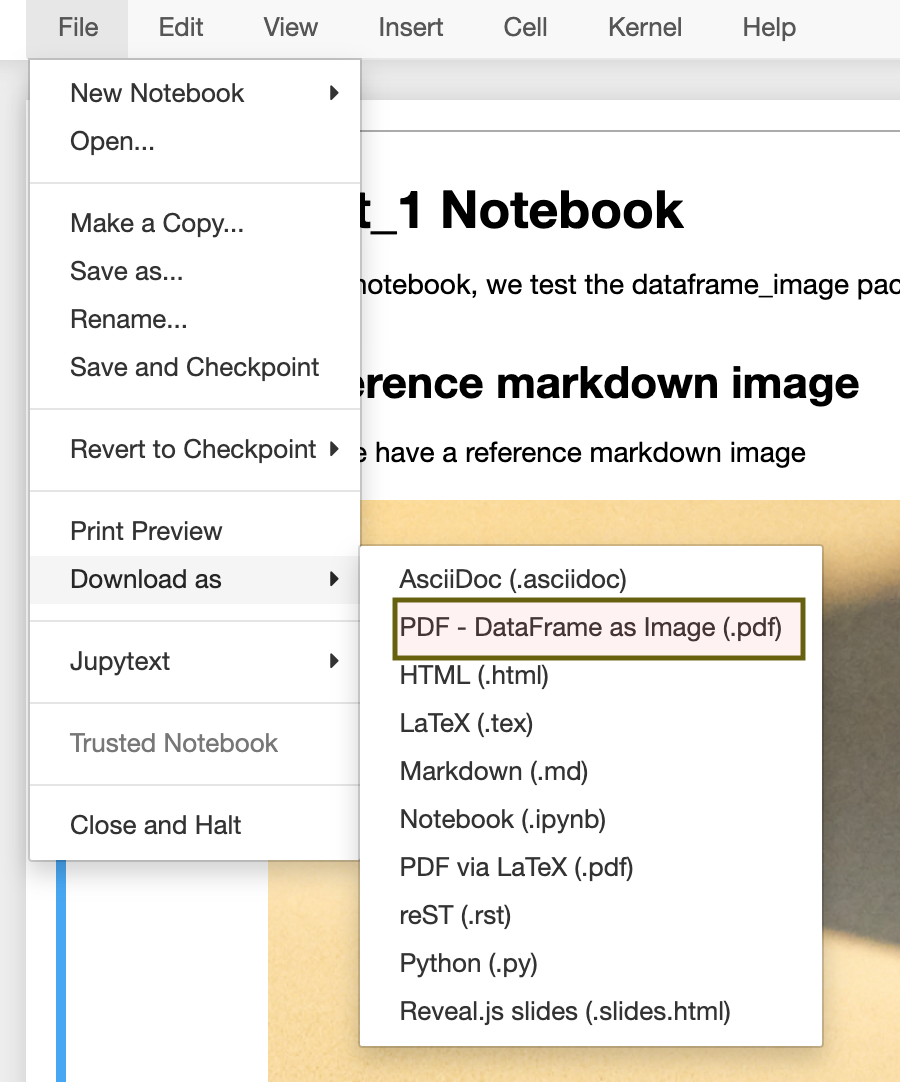 File Edit View Insert Cell Kernel Help
New Notebook
Open...
Make a Copy...
Save as...
Rename...
Save and Checkpoint
Revert to Checkpoint
Print Preview
Download as
Jupytext
Trusted Notebook
Close and Halt
t_1 Notebook
notebook, we test the dataframe_image pac
erence markdown image
e have a reference markdown image
AsciiDoc (.asciidoc)
PDF - DataFrame as Image (.pdf)
HTML (.html)
LaTeX (.tex)
Markdown (.md)
Notebook (.ipynb)
PDF via LaTeX (.pdf)
reST (.rst)
Python (.py)
Reveal.js slides (.slides.html)